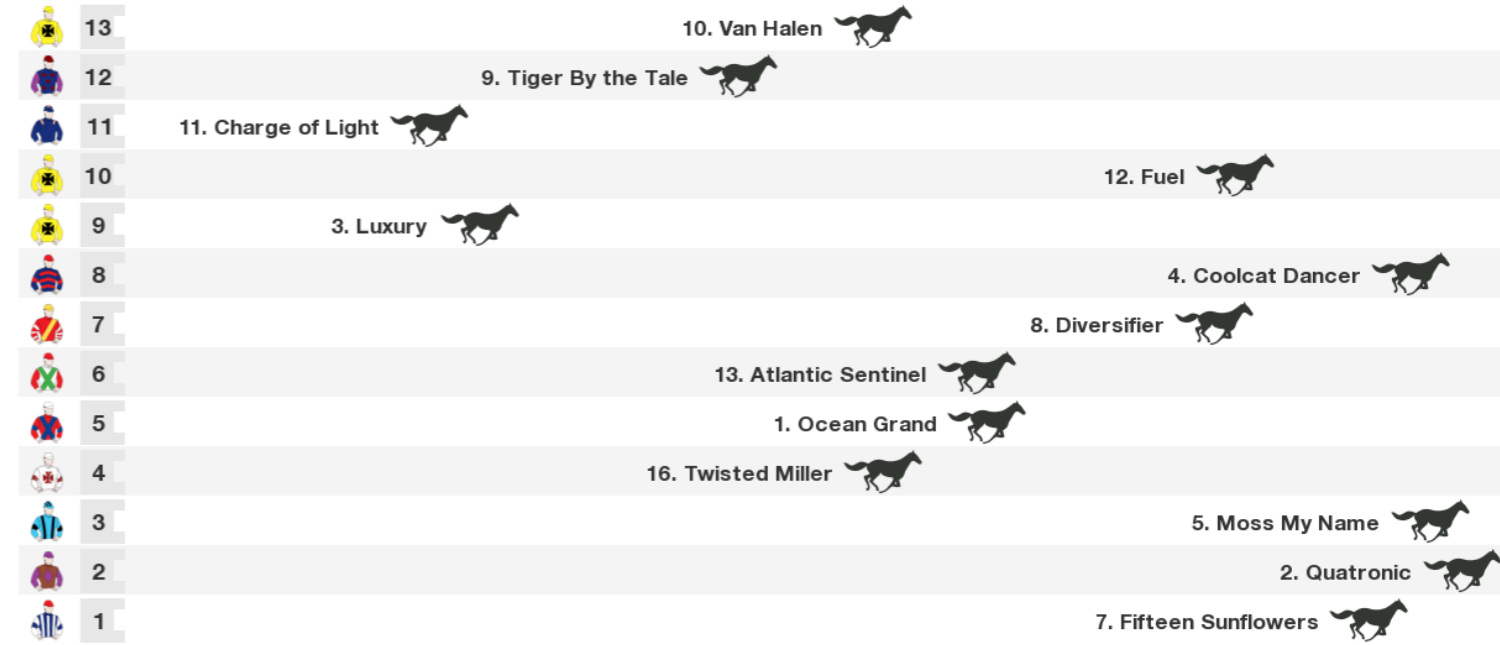 13 10. Van Halen
12 9. Tiger By the Tale
11 11. Charge of Light
10 12. Fuel
9 3. Luxury
8 4. Coolcat Dancer
7 8. Diversifier
6 13. Atlantic Sentinel
5 1. Ocean Grand
4 16. Twisted Miller
3 5. Moss My Name
2 2. Quatronic
1 7. Fifteen Sunflowers